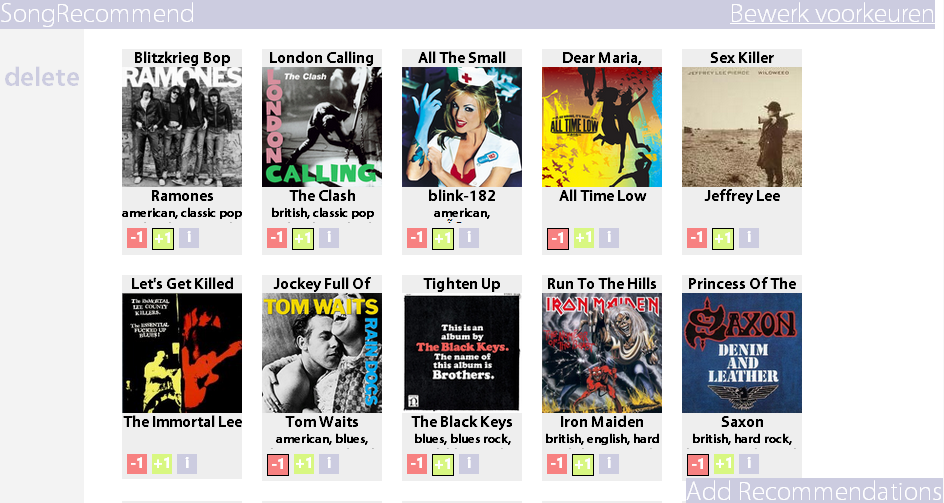 SongRecommend
Bewerk voorkeuren
delete
Blitzkrieg Bop
RAMONES
Ramones
american, classic pop
-1 +1 i
London Calling
The Clash
LONDON
CALLING
The Clash
british, classic pop
-1 +1 i
All The Small
blink-182
american,
-1 +1 i
Dear Maria,
ALL TIME LOW
All Time Low
-1 +1 i
Sex Killer
JEFFREY LEE PIERCE WILDWEED
Jeffrey Lee
-1 +1 i
Let's Get Killed
The IMMORTAL
LEE COUNTY
KILLERS.
The ESSENTIAL
FUCKED UP
BLUES!
The Immortal Lee
-1 +1 i
Jockey Full Of
TOM WAITS
RAIN DOGS
Tom Waits
american, blues,
-1 +1 i
Tighten Up
This is an
album by
The Black Keys.
The name of
this album is
Brothers.
The Black Keys
blues, blues rock,
-1 +1 i
Run To The Hills
IRON MAIDEN
Iron Maiden
british, english, hard
-1 +1 i
Princess Of The
SAXON
DENIM
AND
LEATHER
Saxon
british, hard rock,
-1 +1 i
Add Recommendations